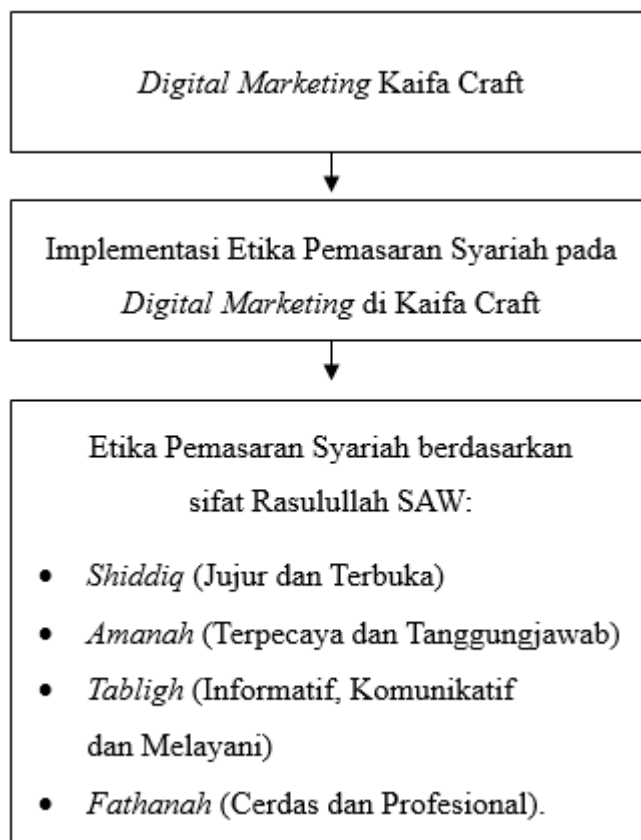 Digital Marketing Kaifa Craft
Implementasi Etika Pemasaran Syariah pada
Digital Marketing di Kaifa Craft
Etika Pemasaran Syariah berdasarkan
sifat Rasulullah SAW:
• Shiddiq (Jujur dan Terbuka)
• Amanah (Terpecaya dan Tanggungjawab)
• Tabligh (Informatif, Komunikatif
dan Melayani)
• Fathanah (Cerdas dan Profesional).